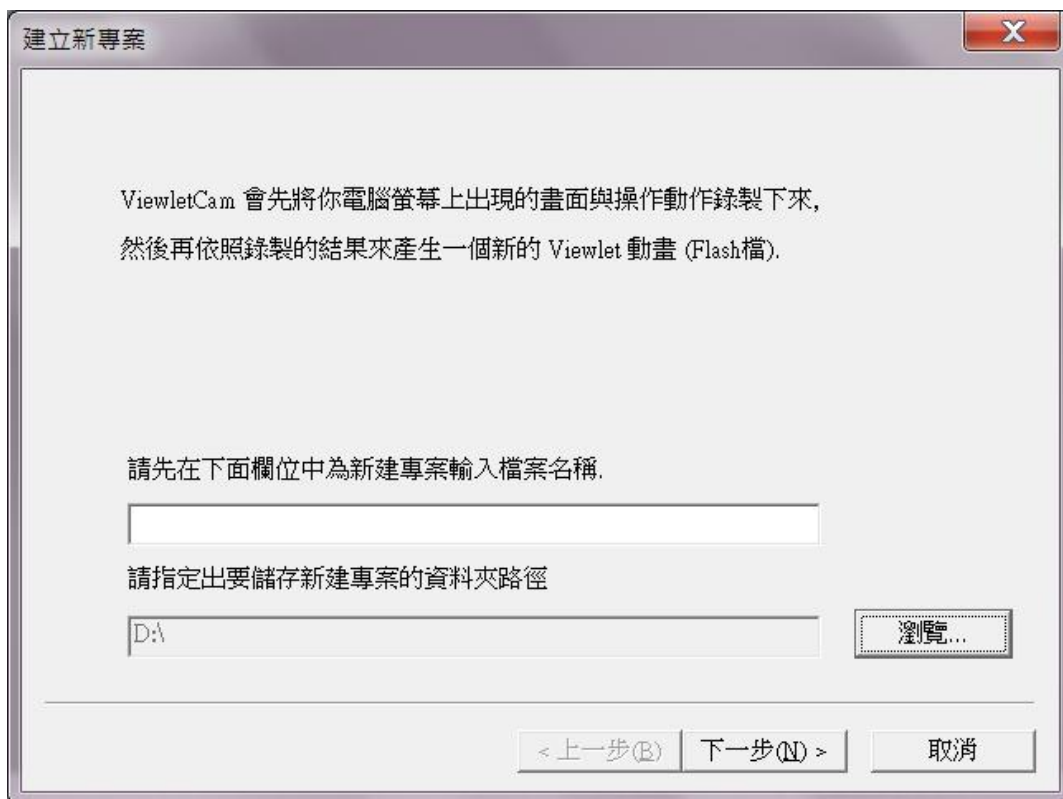 建立新專案
ViewletCam 會先將你電腦螢幕上出現的畫面與操作動作錄製下來,
然後再依照錄製的結果來產生一個新的 Viewlet 動畫 (Flash檔).
請先在下面欄位中為新建專案輸入檔案名稱.
請指定出要儲存新建專案的資料夾路徑
D:\
瀏覽...
< 上一步(B)
下一步(N) >
取消